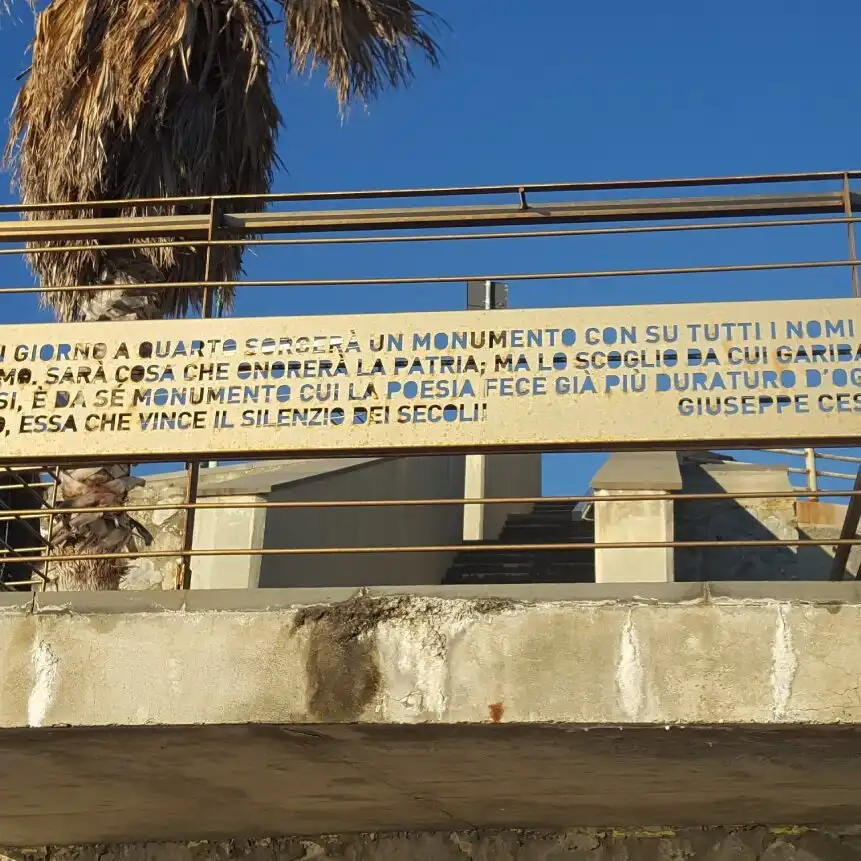 GIORNO A QUARTO SORGERÀ UN MONUMENTO CON SU TUTTI I NOMI
MO. SARÀ COSA CHE ONORERÀ LA PATRIA; MA LO SCOGLIO DA CUI GARIBA
SI, È DA SÉ MONUMENTO CUI LA POESIA FECE GIÀ PIÙ DURATURO D'OG
O, ESSA CHE VINCE IL SILENZIO DEI SECOLI! GIUSEPPE CES